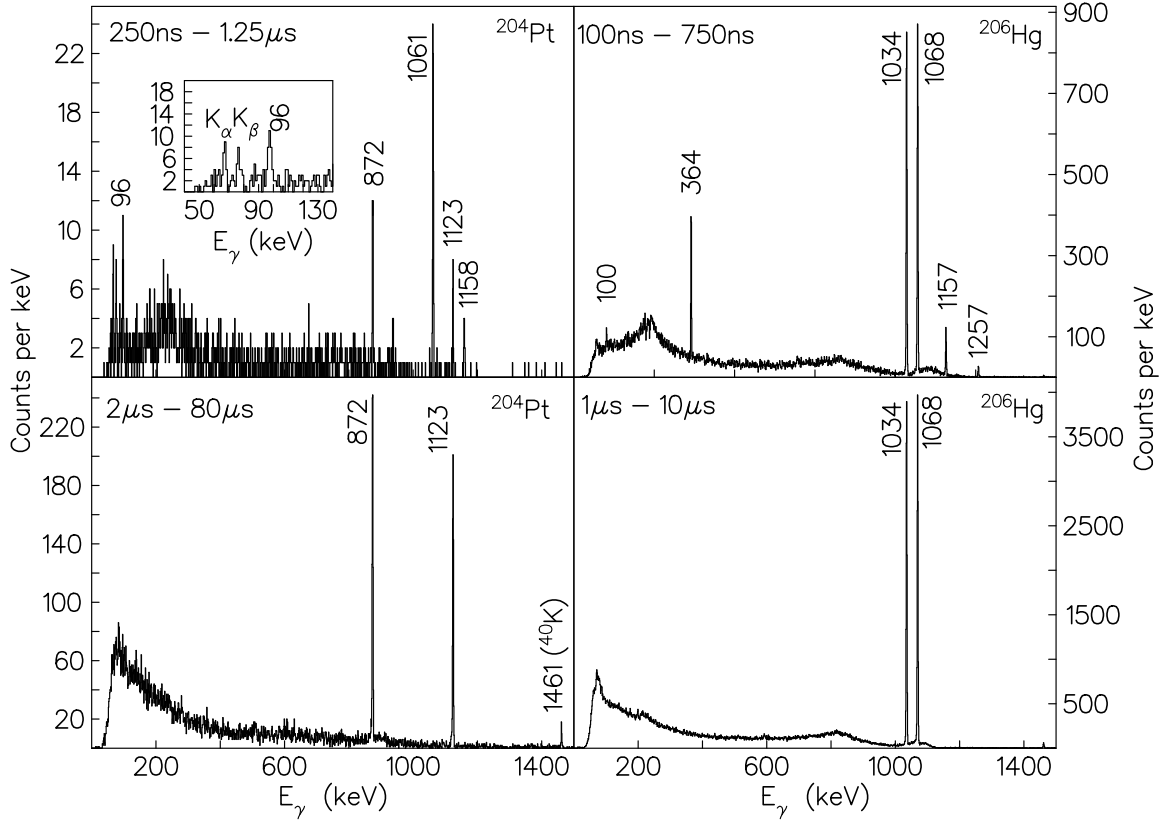 250ns − 1.25μs
²⁰⁴Pt
22
18
14
10
6
2
96
872
1061
1123
1158
18
14
10
6
2
KαKβ
96
50 90 130
Eγ (keV)
Counts per keV
100ns − 750ns
²⁰⁶Hg
900
700
500
300
100
100
364
1034
1068
1157
1257
Counts per keV
2μs − 80μs
²⁰⁴Pt
220
180
140
100
60
20
872
1123
1461 (⁴⁰K)
200 600 1000 1400
Eγ (keV)
1μs − 10μs
²⁰⁶Hg
3500
2500
1500
500
1034
1068
200 600 1000 1400
Eγ (keV)